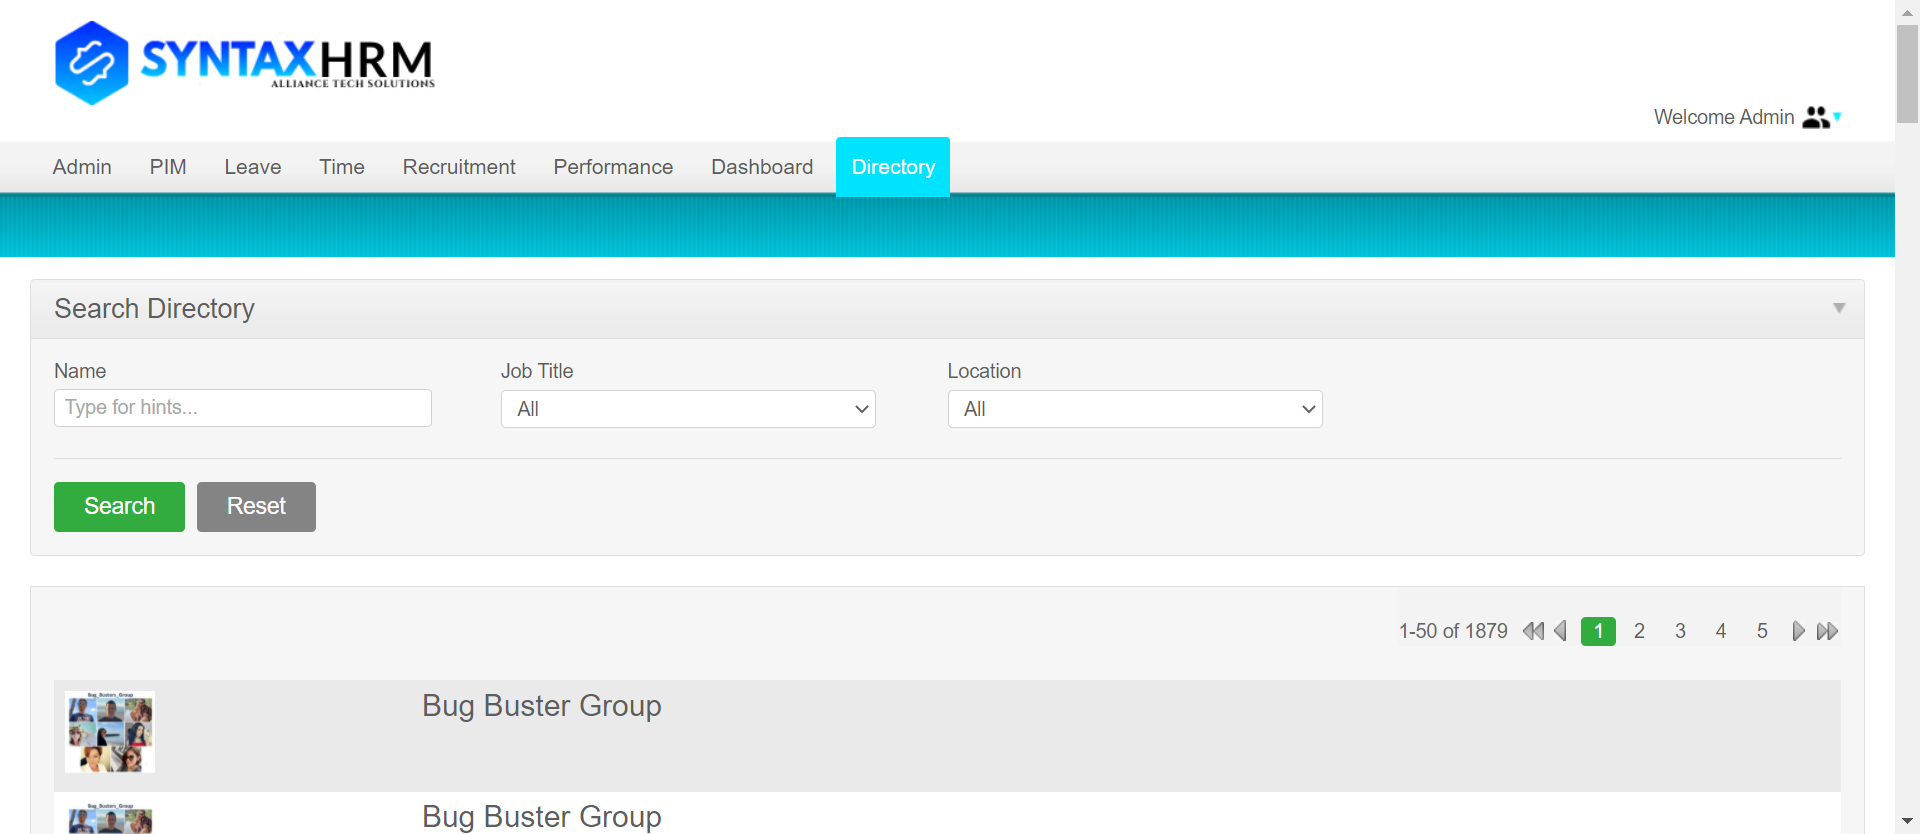 SYNTAXHRM
ALLIANCE TECH SOLUTIONS
Welcome Admin
Admin PIM Leave Time Recruitment Performance Dashboard Directory
Search Directory
Name Job Title Location
Type for hints... All All
Search Reset
1-50 of 1879 1 2 3 4 5
Bug_Busters_Group
Bug Buster Group
Bug_Busters_Group
Bug Buster Group